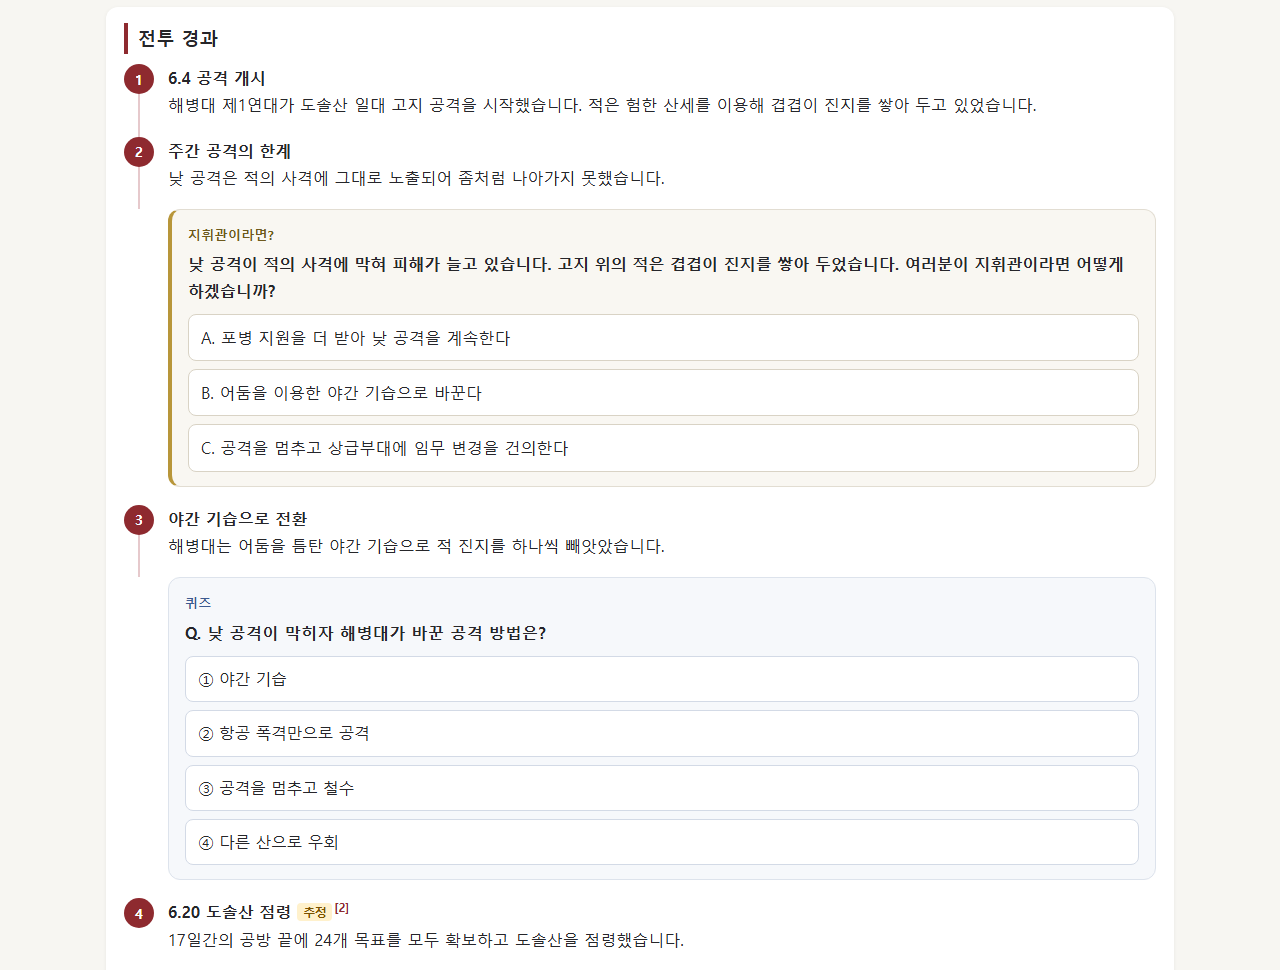 전투 경과
1
6.4 공격 개시
해병대 제1연대가 도솔산 일대 고지 공격을 시작했습니다. 적은 험한 산세를 이용해 겹겹이 진지를 쌓아 두고 있었습니다.
2
주간 공격의 한계
낮 공격은 적의 사격에 그대로 노출되어 좀처럼 나아가지 못했습니다.
지휘관이라면?
낮 공격이 적의 사격에 막혀 피해가 늘고 있습니다. 고지 위의 적은 겹겹이 진지를 쌓아 두었습니다. 여러분이 지휘관이라면 어떻게
하겠습니까?
A. 포병 지원을 더 받아 낮 공격을 계속한다
B. 어둠을 이용한 야간 기습으로 바꾼다
C. 공격을 멈추고 상급부대에 임무 변경을 건의한다
3
야간 기습으로 전환
해병대는 어둠을 틈탄 야간 기습으로 적 진지를 하나씩 빼앗았습니다.
퀴즈
Q. 낮 공격이 막히자 해병대가 바꾼 공격 방법은?
① 야간 기습
② 항공 폭격만으로 공격
③ 공격을 멈추고 철수
④ 다른 산으로 우회
4
6.20 도솔산 점령 추정 [2]
17일간의 공방 끝에 24개 목표를 모두 확보하고 도솔산을 점령했습니다.